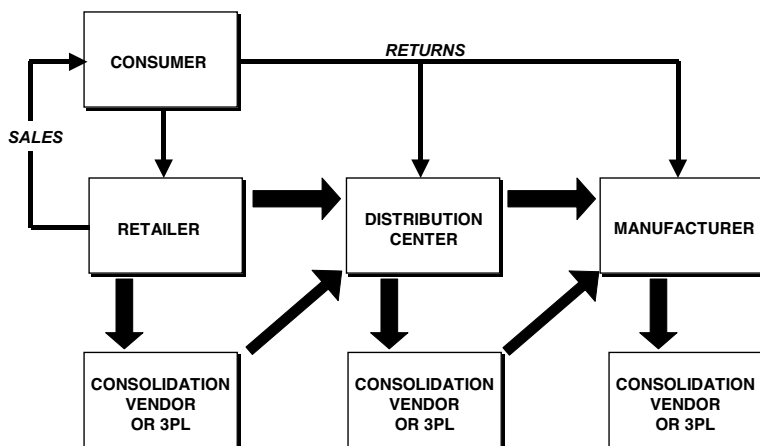 CONSUMER
RETURNS
SALES
RETAILER
DISTRIBUTION
CENTER
MANUFACTURER
CONSOLIDATION
VENDOR
OR 3PL
CONSOLIDATION
VENDOR
OR 3PL
CONSOLIDATION
VENDOR
OR 3PL